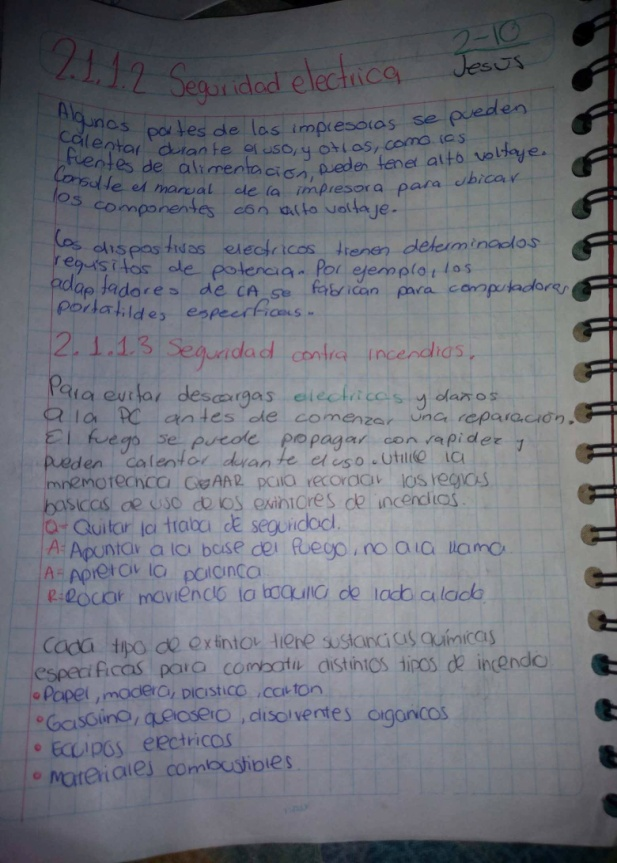 2-10
Jesus
2.1.1.2 Seguridad electrica
Algunas partes de las impresoras se pueden
calentar durante el uso, y otras, como las
fuentes de alimentación, pueden tener alto voltaje.
Consulte el manual de la impresora para ubicar
los componentes con alto voltaje.
Los dispositivos electricos tienen determinados
requisitos de potencia. Por ejemplo, los
adaptadores de CA se fabrican para computadores
portatildes especificas.
2.1.1.3 Seguridad contra incendios.
Para evitar descargas electricas y daños
a la PC antes de comenzar una reparación.
El fuego se puede propagar con rapidez y
pueden calentar durante el uso. Utilice la
mnemotecnica QAAR para recordar las reglas
basicas de uso de los extintores de incendios.
Q= Quitar la traba de seguridad.
A= Apuntar a la base del fuego, no a la llama
A= Apretar la palanca
R= Rociar moviendo la boquilla de lado a lado
Cada tipo de extintor tiene sustancias químicas
especificas para combatir distintos tipos de incendo
• Papel, madera, plastico, carton
• Gasolina, queroseno, disolventes organicos
• Equipos electricos
• Materiales combustibles